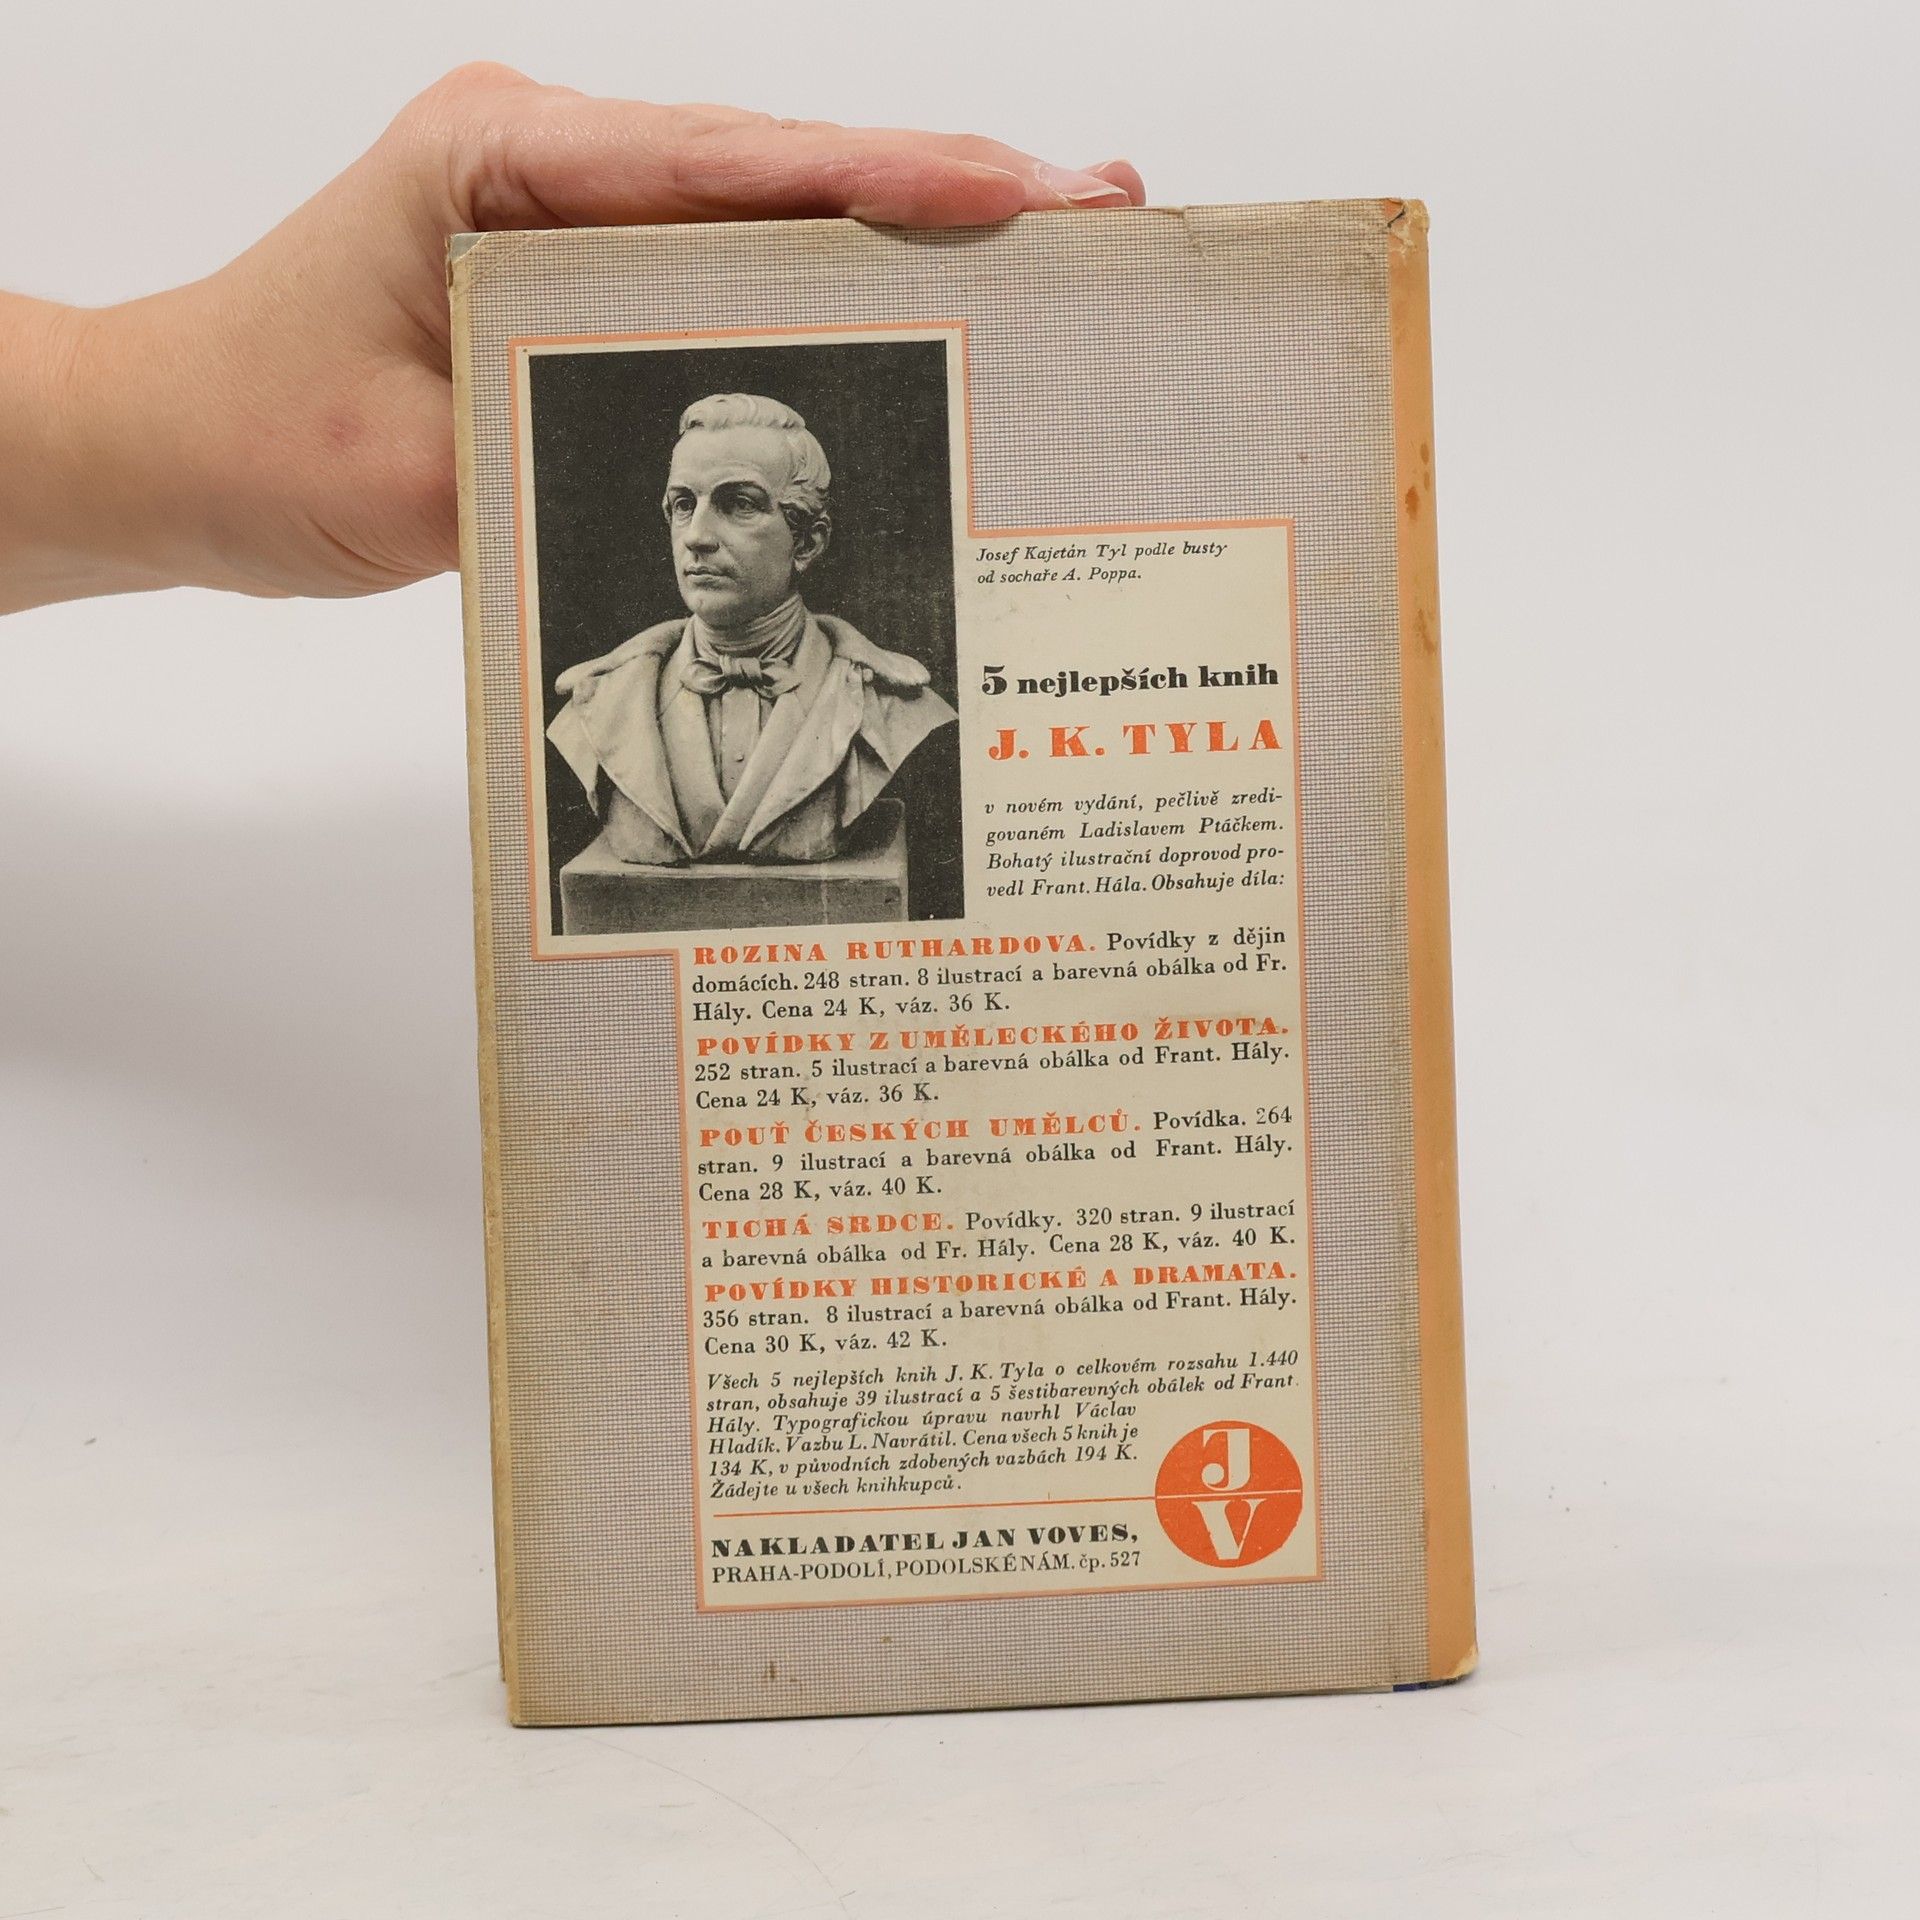 Josef Kajetán Tyl podle busty
od sochaře A. Poppa.
5 nejlepších knih
J. K. TYLA
v novém vydání, pečlivě zredi-
govaném Ladislavem Ptáčkem.
Bohatý ilustrační doprovod pro-
vedl Frant. Hála. Obsahuje díla:
ROZINA RUTHARDOVA. Povídky z dějin
domácích. 248 stran. 8 ilustrací a barevná obálka od Fr.
Hály. Cena 24 K, váz. 36 K.
POVÍDKY Z UMĚLECKÉHO ŽIVOTA.
252 stran. 5 ilustrací a barevná obálka od Frant. Hály.
Cena 24 K, váz. 36 K.
POUŤ ČESKÝCH UMĚLCŮ. Povídka. 264
stran. 9 ilustrací a barevná obálka od Frant. Hály.
Cena 28 K, váz. 40 K.
TICHÁ SRDCE. Povídky. 320 stran. 9 ilustrací
a barevná obálka od Fr. Hály. Cena 28 K, váz. 40 K.
POVÍDKY HISTORICKÉ A DRAMATA.
356 stran. 8 ilustrací a barevná obálka od Frant. Hály.
Cena 30 K, váz. 42 K.
Všech 5 nejlepších knih J. K. Tyla o celkovém rozsahu 1.440
stran, obsahuje 39 ilustrací a 5 šestibarevných obálek od Frant.
Hály. Typografickou úpravu navrhl Václav
Hladík. Vazbu L. Navrátil. Cena všech 5 knih je
134 K, v původních zdobených vazbách 194 K.
Žádejte u všech knihkupců.
J
V
NAKLADATEL JAN VOVES,
PRAHA-PODOLÍ, PODOLSKÉ NÁM. čp. 527